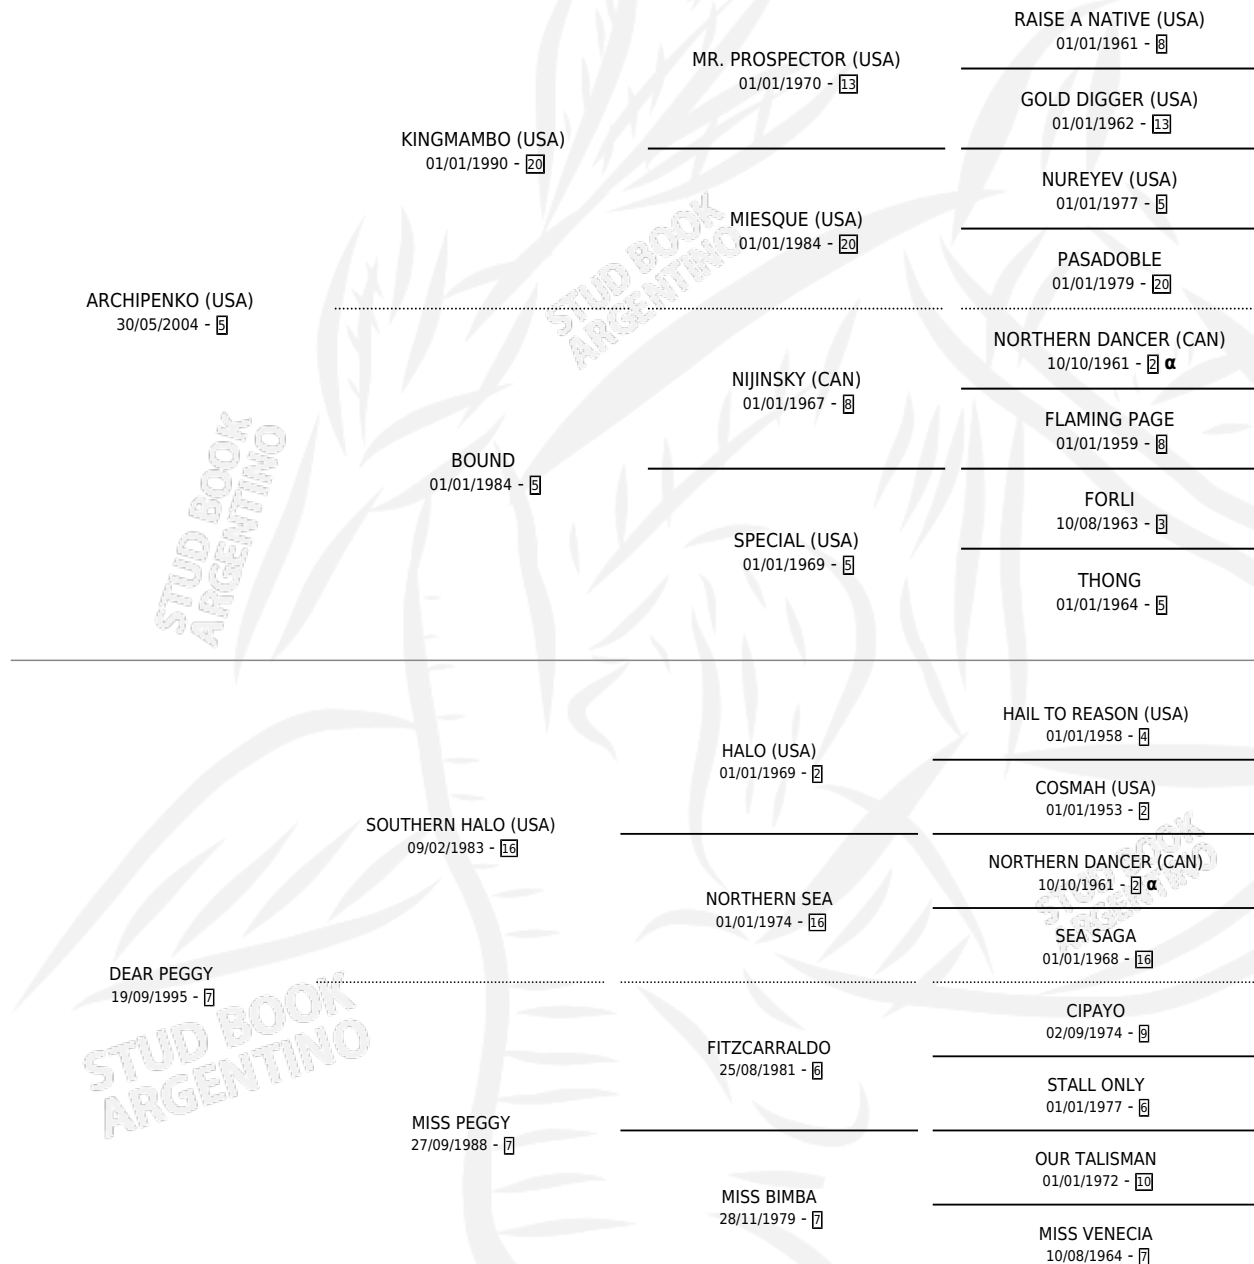 RAISE A NATIVE (USA)
01/01/1961 - 8
MR. PROSPECTOR (USA)
01/01/1970 - 13
GOLD DIGGER (USA)
01/01/1962 - 13
KINGMAMBO (USA)
01/01/1990 - 20
NUREYEV (USA)
01/01/1977 - 5
MIESQUE (USA)
01/01/1984 - 20
PASADOBLE
01/01/1979 - 20
ARCHIPENKO (USA)
30/05/2004 - 5
NORTHERN DANCER (CAN)
10/10/1961 - 2 α
NIJINSKY (CAN)
01/01/1967 - 8
FLAMING PAGE
01/01/1959 - 8
BOUND
01/01/1984 - 5
FORLI
10/08/1963 - 3
SPECIAL (USA)
01/01/1969 - 5
THONG
01/01/1964 - 5
HAIL TO REASON (USA)
01/01/1958 - 4
HALO (USA)
01/01/1969 - 2
COSMAH (USA)
01/01/1953 - 2
SOUTHERN HALO (USA)
09/02/1983 - 16
NORTHERN DANCER (CAN)
10/10/1961 - 2 α
NORTHERN SEA
01/01/1974 - 16
SEA SAGA
01/01/1968 - 16
DEAR PEGGY
19/09/1995 - 7
CIPAYO
02/09/1974 - 9
FITZCARRALDO
25/08/1981 - 6
STALL ONLY
01/01/1977 - 6
MISS PEGGY
27/09/1988 - 7
OUR TALISMAN
01/01/1972 - 10
MISS BIMBA
28/11/1979 - 7
MISS VENECIA
10/08/1964 - 7
STUD BOOK
ARGENTINO
STUD BOOK
ARGENTINO
STUD BOOK
ARGENTINO
STUD BOOK
ARGENTINO